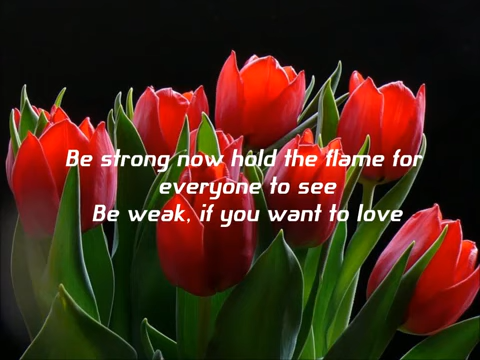 Be strong now hold the flame for
everyone to see
Be weak, if you want to love